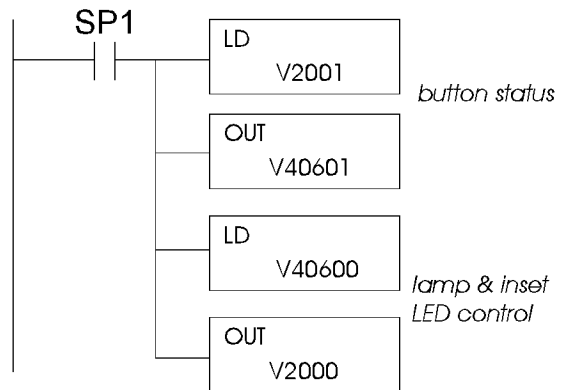 SP1
LD
V2001
button status
OUT
V40601
LD
V40600
lamp & inset
LED control
OUT
V2000